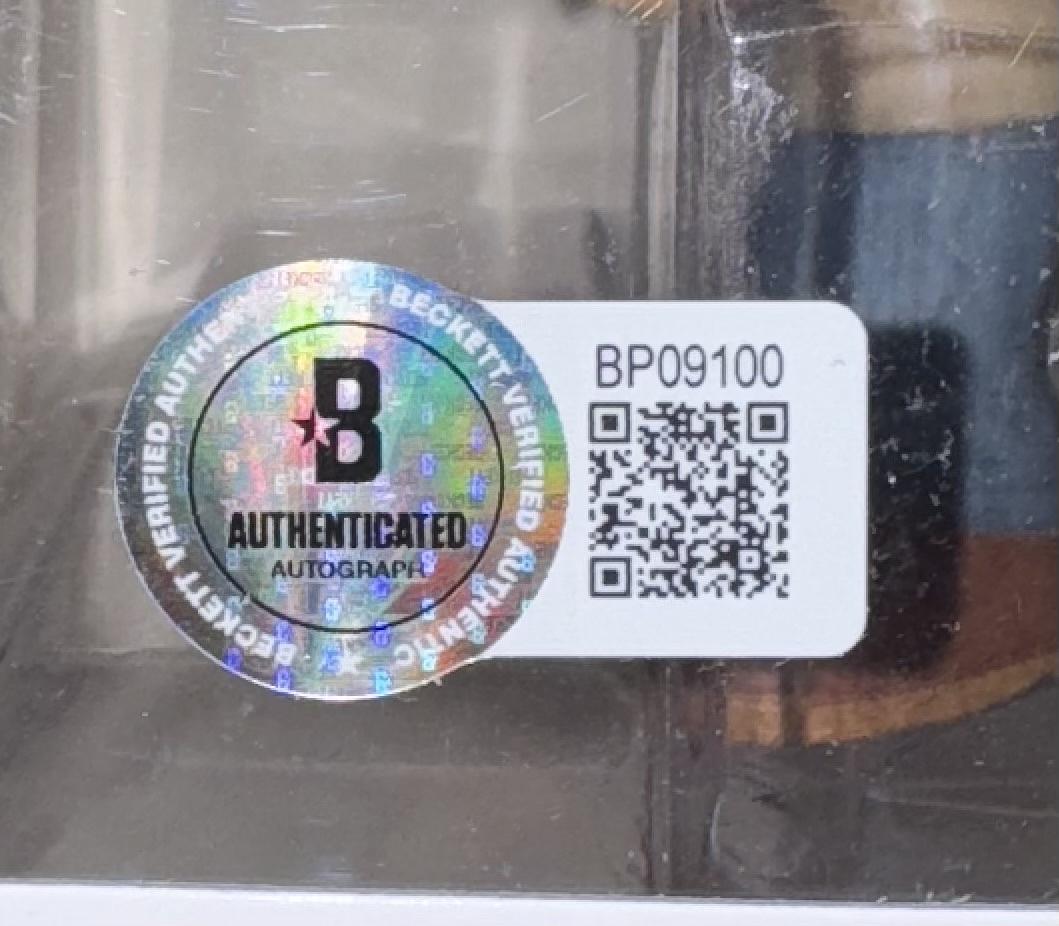 BECKETT VERIFIED AUTHENTIC
BECKETT VERIFIED AUTHENTIC
B
AUTHENTICATED
AUTOGRAPH
BP09100